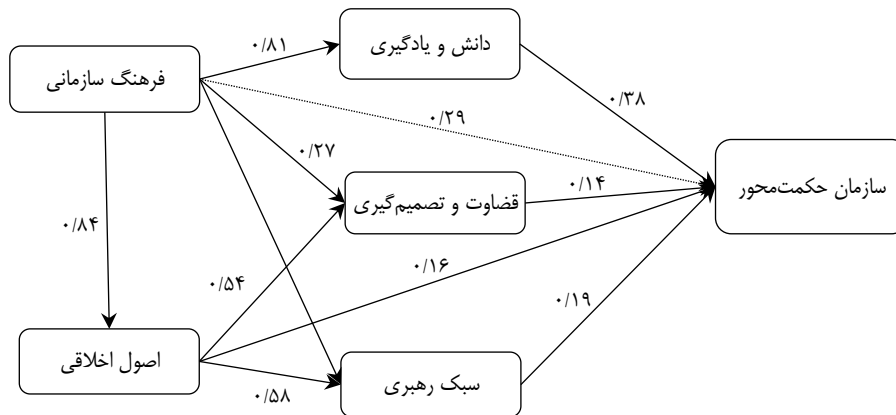 دانش و یادگیری
۰/۸۱
فرهنگ سازمانی
۰/۳۸
۰/۲۹
۰/۲۷
سازمان حکمت‌محور
۰/۱۴
قضاوت و تصمیم‌گیری
۰/۸۴
۰/۱۶
۰/۵۴
۰/۱۹
اصول اخلاقی
سبک رهبری
۰/۵۸